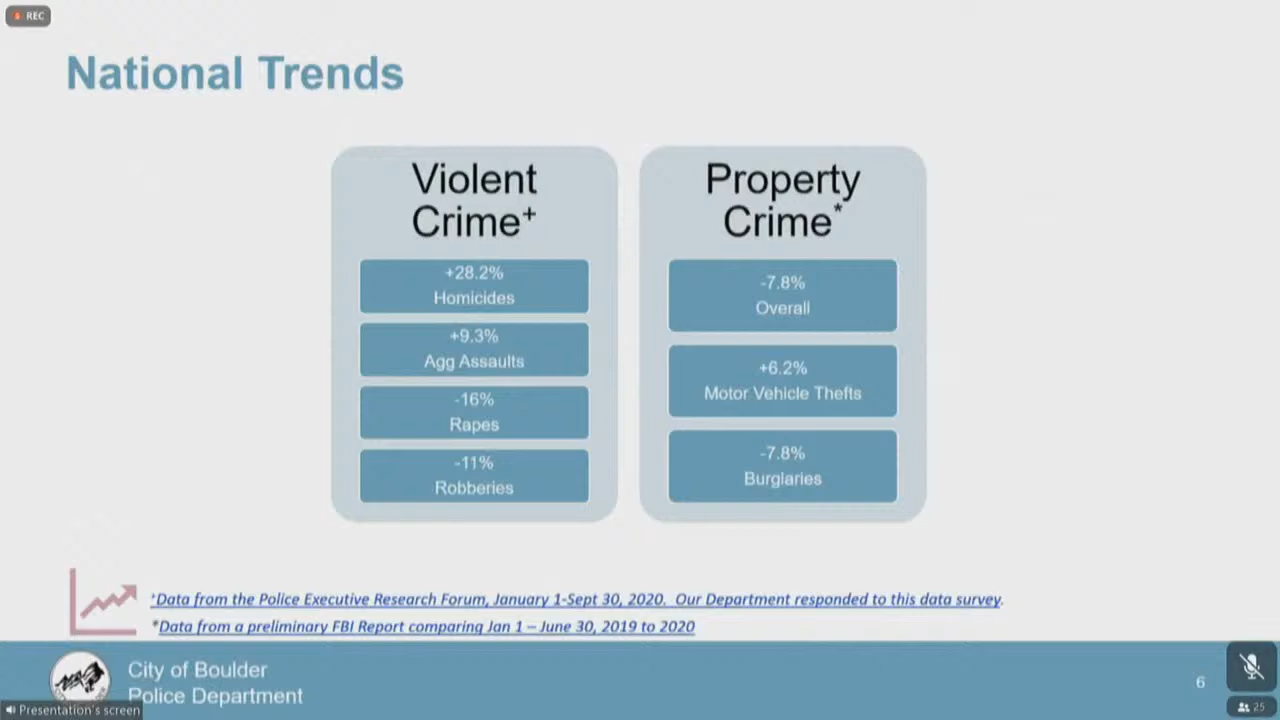 REC
National Trends
Violent
Crime+
+28.2%
Homicides
+9.3%
Agg Assaults
-16%
Rapes
-11%
Robberies
Property
Crime*
-7.8%
Overall
+6.2%
Motor Vehicle Thefts
-7.8%
Burglaries
+Data from the Police Executive Research Forum, January 1-Sept 30, 2020. Our Department responded to this data survey.
*Data from a preliminary FBI Report comparing Jan 1 – June 30, 2019 to 2020
City of Boulder
Police Department
6
Presentation's screen
25